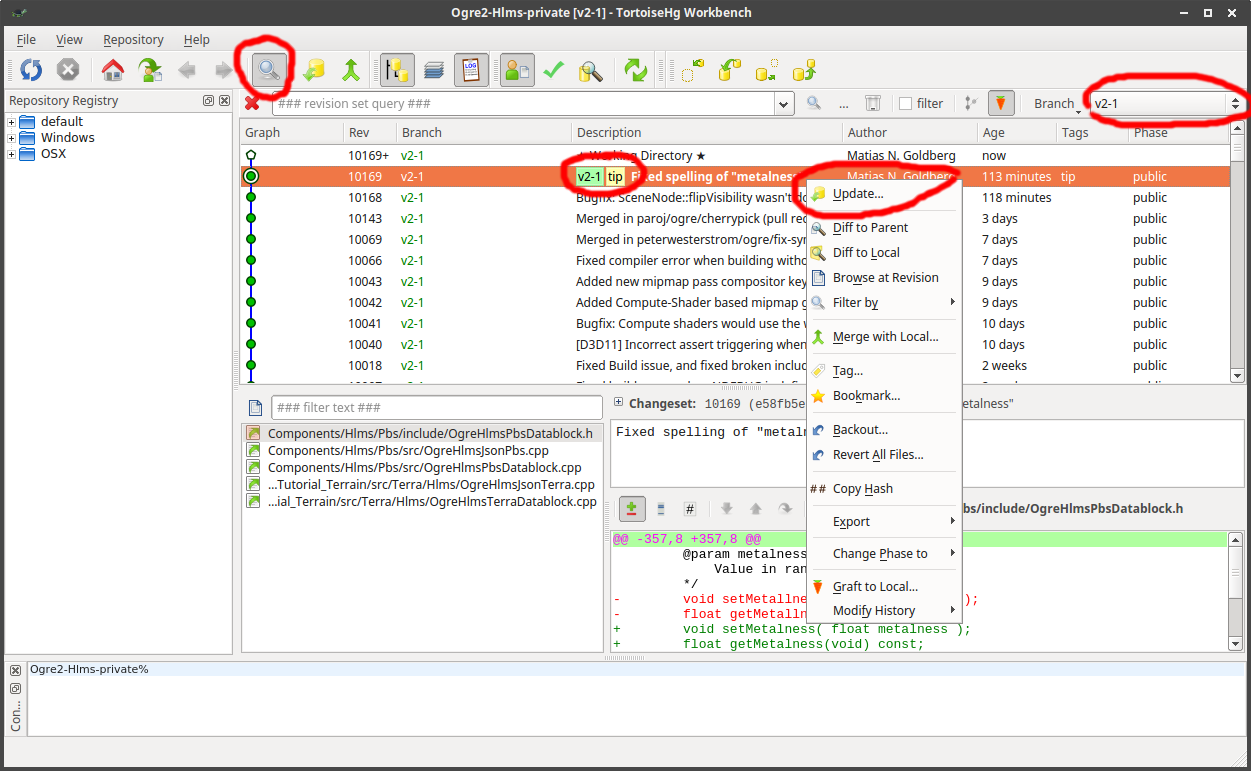 Ogre2-Hlms-private [v2-1] - TortoiseHg Workbench
File View Repository Help
LOG
Repository Registry
default
Windows
OSX
### revision set query ###
... filter Branch v2-1
Graph Rev Branch Description Author Age Tags Phase
10169+ v2-1 ★ Working Directory ★ Matias N. Goldberg now
10169 v2-1 v2-1 tip Fixed spelling of "metalness Matias N. Goldberg 113 minutes tip public
10168 v2-1 Bugfix: SceneNode::flipVisibility wasn't do 118 minutes public
10143 v2-1 Merged in paroj/ogre/cherrypick (pull rec 3 days public
10069 v2-1 Merged in peterwesterstrom/ogre/fix-syn 7 days public
10066 v2-1 Fixed compiler error when building witho 7 days public
10043 v2-1 Added new mipmap pass compositor key 9 days public
10042 v2-1 Added Compute-Shader based mipmap g 9 days public
10041 v2-1 Bugfix: Compute shaders would use the w 10 days public
10040 v2-1 [D3D11] Incorrect assert triggering when 10 days public
10018 v2-1 Fixed Build issue, and fixed broken inclu 2 weeks public
Update...
Diff to Parent
Diff to Local
Browse at Revision
Filter by
Merge with Local...
Tag...
Bookmark...
Backout...
Revert All Files...
## Copy Hash
Export
Change Phase to
Graft to Local...
Modify History
### filter text ###
Components/Hlms/Pbs/include/OgreHlmsPbsDatablock.h
Components/Hlms/Pbs/src/OgreHlmsJsonPbs.cpp
Components/Hlms/Pbs/src/OgreHlmsPbsDatablock.cpp
...Tutorial_Terrain/src/Terra/Hlms/OgreHlmsJsonTerra.cpp
...ial_Terrain/src/Terra/Hlms/OgreHlmsTerraDatablock.cpp
Changeset: 10169 (e58fb5e etalness"
Fixed spelling of "metaln
# bs/include/OgreHlmsPbsDatablock.h
@@ -357,8 +357,8 @@
@param metalness
Value in ran
*/
- void setMetallne );
- float getMetalln
+ void setMetalness( float metalness );
+ float getMetalness(void) const;
Con...
Ogre2-Hlms-private%